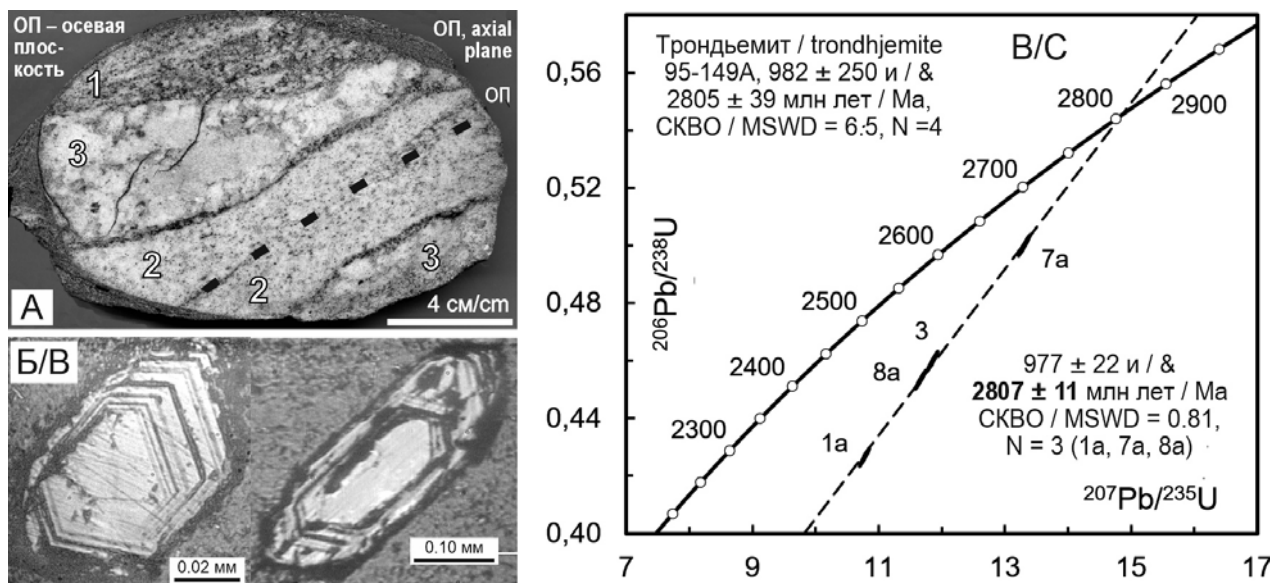 ОП – осевая
плос-
кость
ОП, axial
plane
ОП
1
3
2
2
3
А
4 см/cm
Б/В
0.02 мм
0.10 мм
Трондьемит / trondhjemite
95-149А, 982 ± 250 и / &
2805 ± 39 млн лет / Ma,
СКВО / MSWD = 6.5, N =4
В/С
0,56
0,52
0,48
0,44
0,40
206Pb/238U
2900
2800
2700
2600
2500
2400
2300
7a
3
8a
1a
977 ± 22 и / &
2807 ± 11 млн лет / Ma
СКВО / MSWD = 0.81,
N = 3 (1a, 7a, 8a)
207Pb/235U
7 9 11 13 15 17